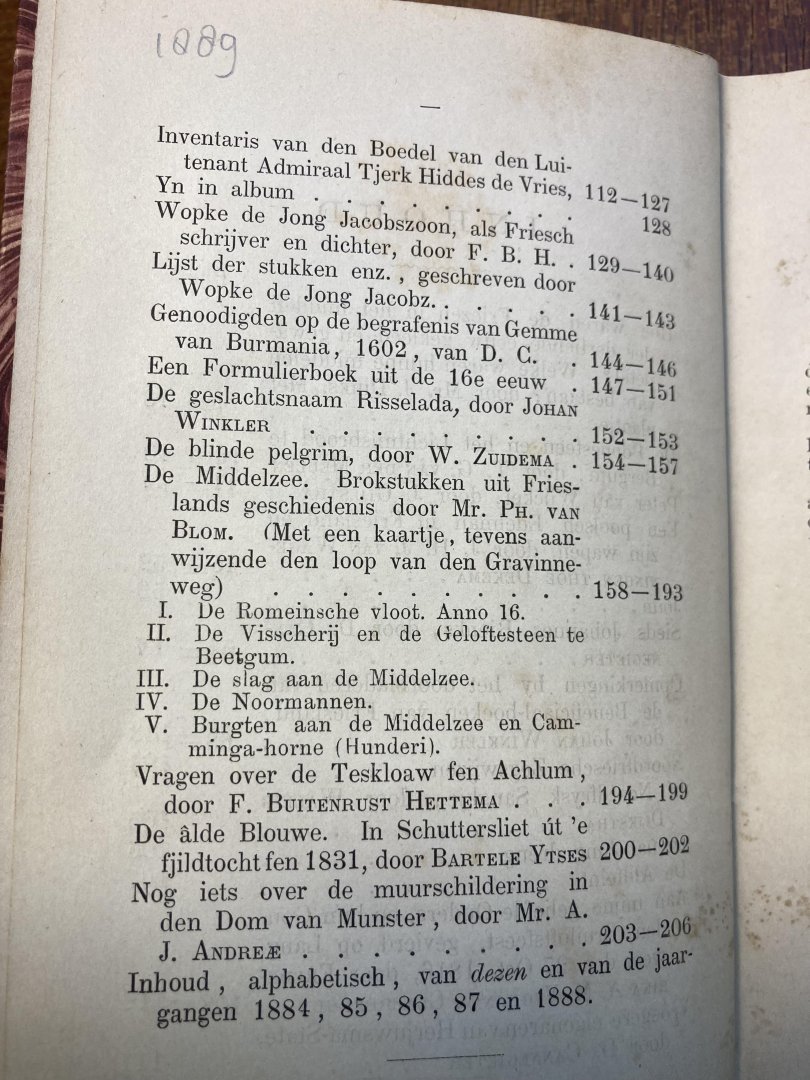 1889
—
Inventaris van den Boedel van den Lui-
tenant Admiraal Tjerk Hiddes de Vries, 112—127
Yn in album . . . . . . . . . 128
Wopke de Jong Jacobszoon, als Friesch
schrijver en dichter, door F. B. H. . 129—140
Lijst der stukken enz., geschreven door
Wopke de Jong Jacobz. . . . . . 141—143
Genoodigden op de begrafenis van Gemme
van Burmania, 1602, van D. C. . 144—146
Een Formulierboek uit de 16e eeuw . 147—151
De geslachtsnaam Risselada, door Johan
Winkler . . . . . . . . . 152—153
De blinde pelgrim, door W. Zuidema . 154—157
De Middelzee. Brokstukken uit Fries-
lands geschiedenis door Mr. Ph. van
Blom. (Met een kaartje, tevens aan-
wijzende den loop van den Gravinne-
weg) . . . . . . . . . . 158—193
I. De Romeinsche vloot. Anno 16.
II. De Visscherij en de Geloftesteen te
Beetgum.
III. De slag aan de Middelzee.
IV. De Noormannen.
V. Burgten aan de Middelzee en Cam-
minga-horne (Hunderi).
Vragen over de Teskloaw fen Achlum,
door F. Buitenrust Hettema . . . 194—199
De âlde Blouwe. In Schuttersliet út 'e
fjildtocht fen 1831, door Bartele Ytses 200—202
Nog iets over de muurschildering in
den Dom van Munster, door Mr. A.
J. Andreæ . . . . . . . . . 203—206
Inhoud, alphabetisch, van dezen en van de jaar-
gangen 1884, 85, 86, 87 en 1888.